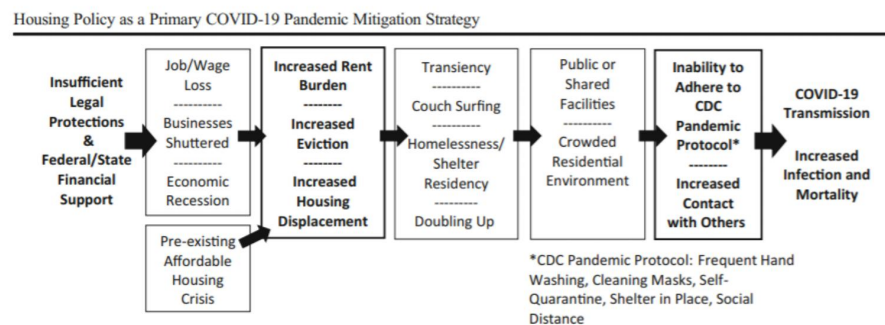 Housing Policy as a Primary COVID-19 Pandemic Mitigation Strategy
Insufficient
Legal
Protections
&
Federal/State
Financial
Support
Job/Wage
Loss
----------
Businesses
Shuttered
----------
Economic
Recession
Pre-existing
Affordable
Housing
Crisis
Increased Rent
Burden
--------
Increased
Eviction
--------
Increased
Housing
Displacement
Transiency
----------
Couch Surfing
----------
Homelessness/
Shelter
Residency
---------
Doubling Up
Public or
Shared
Facilities
----------
Crowded
Residential
Environment
Inability to
Adhere to
CDC
Pandemic
Protocol*
--------
Increased
Contact
with Others
COVID-19
Transmission
Increased
Infection and
Mortality
*CDC Pandemic Protocol: Frequent Hand
Washing, Cleaning Masks, Self-
Quarantine, Shelter in Place, Social
Distance